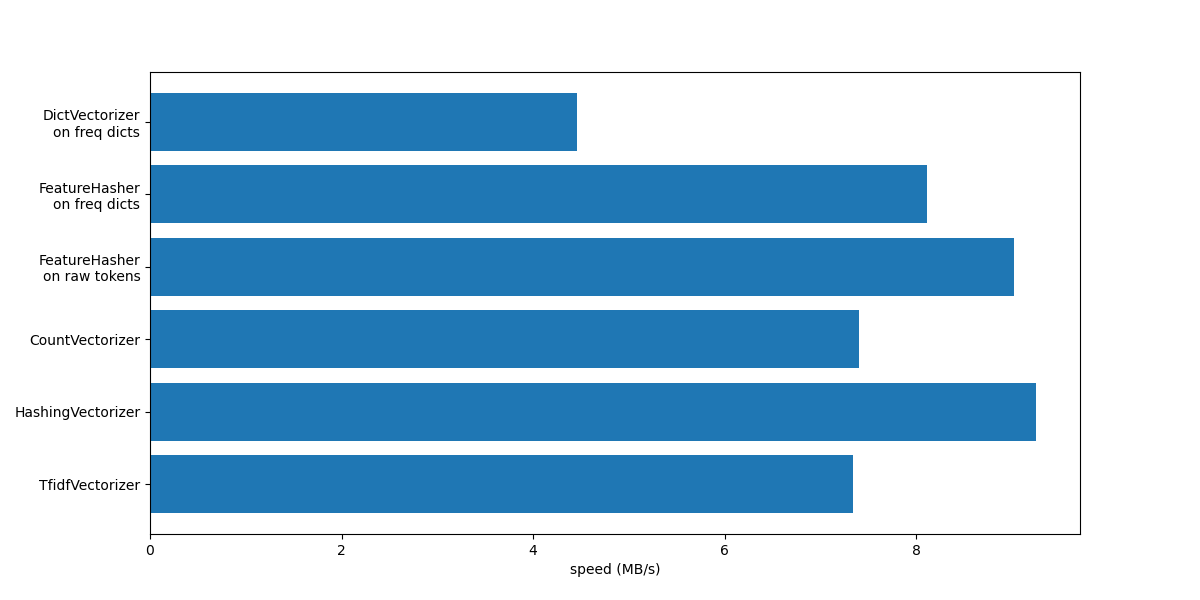 DictVectorizer
on freq dicts
FeatureHasher
on freq dicts
FeatureHasher
on raw tokens
CountVectorizer
HashingVectorizer
TfidfVectorizer
0 2 4 6 8
speed (MB/s)